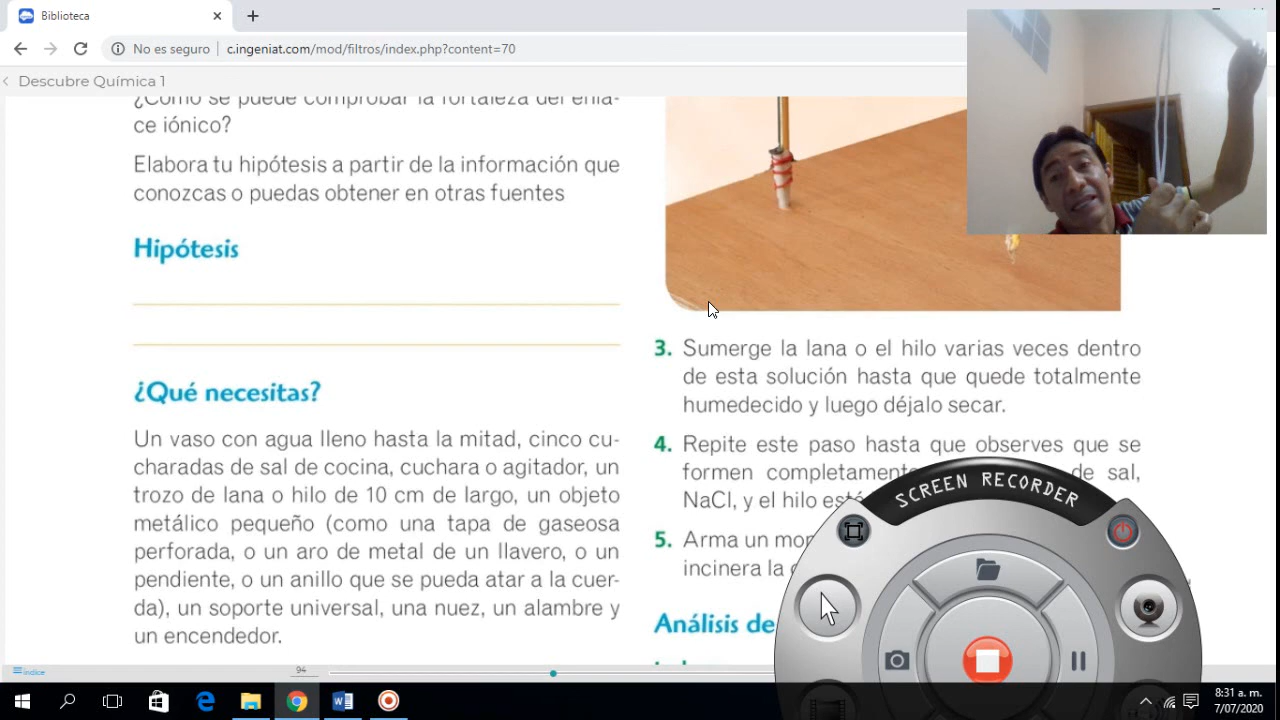 Biblioteca
No es seguro
c.ingeniat.com/mod/filtros/index.php?content=70
Descubre Química 1
¿Cómo se puede comprobar la fortaleza del enla-
ce iónico?
Elabora tu hipótesis a partir de la información que
conozcas o puedas obtener en otras fuentes
Hipótesis
¿Qué necesitas?
Un vaso con agua lleno hasta la mitad, cinco cu-
charadas de sal de cocina, cuchara o agitador, un
trozo de lana o hilo de 10 cm de largo, un objeto
metálico pequeño (como una tapa de gaseosa
perforada, o un aro de metal de un llavero, o un
pendiente, o un anillo que se pueda atar a la cuer-
da), un soporte universal, una nuez, un alambre y
un encendedor.
3. Sumerge la lana o el hilo varias veces dentro
de esta solución hasta que quede totalmente
humedecido y luego déjalo secar.
4. Repite este paso hasta que observes que se
formen completamente de sal,
NaCl, y el hilo esté
5. Arma un
incinera la
Análisis de
SCREEN RECORDER
índice
94
8:31 a. m.
7/07/2020